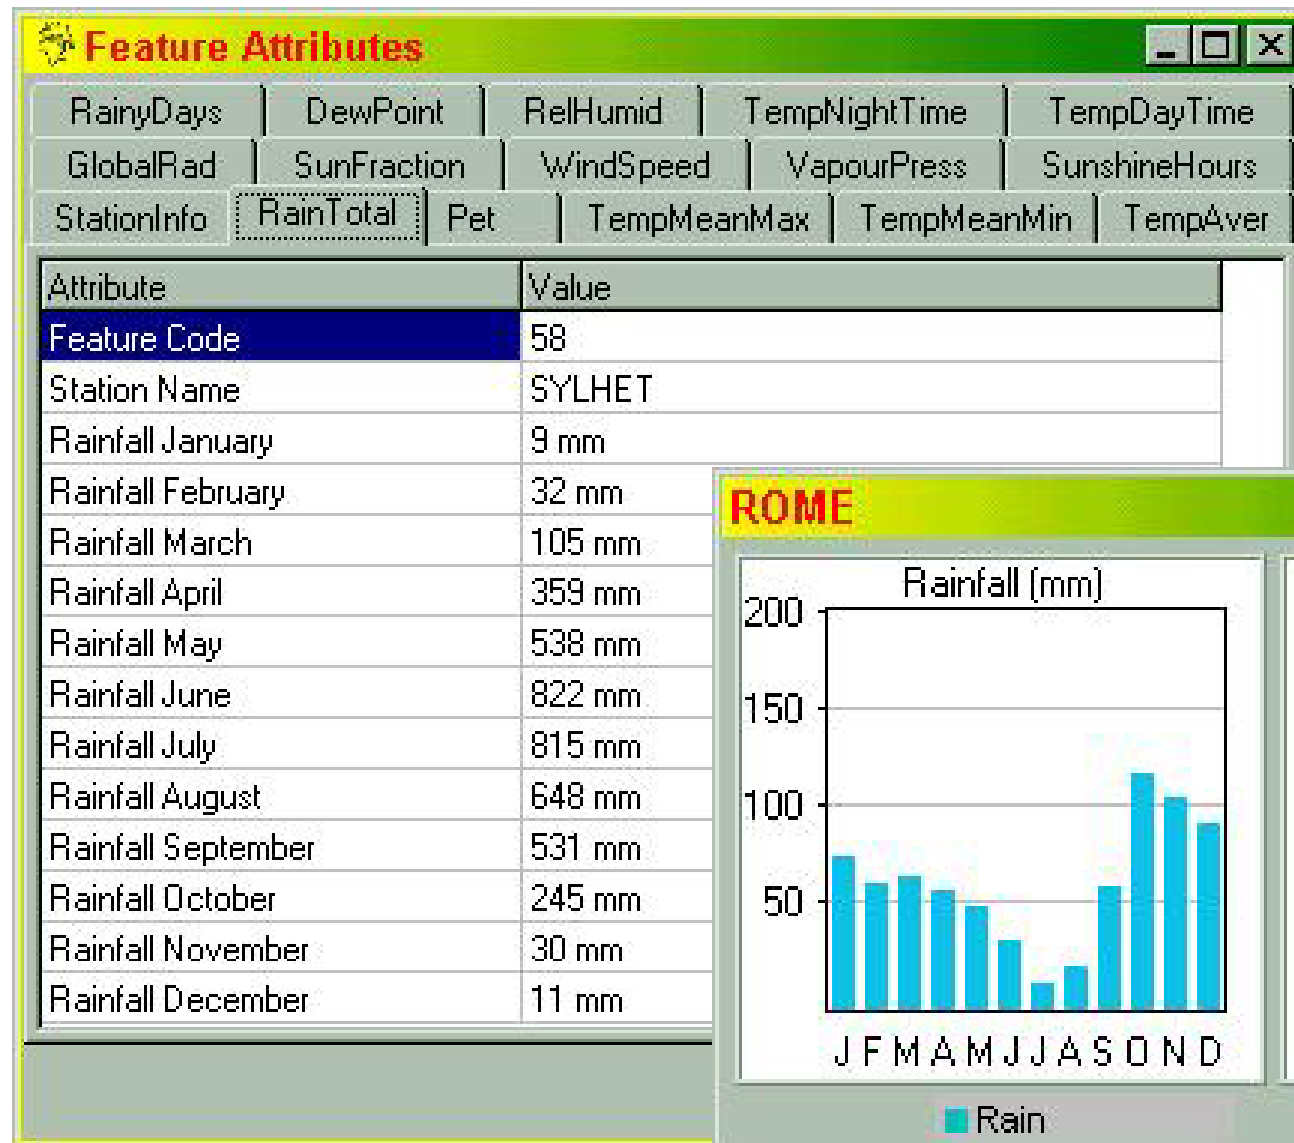 Feature Attributes
RainyDays DewPoint RelHumid TempNightTime TempDayTime
GlobalRad SunFraction WindSpeed VapourPress SunshineHours
StationInfo RainTotal Pet TempMeanMax TempMeanMin TempAver
Attribute Value
Feature Code 58
Station Name SYLHET
Rainfall January 9 mm
Rainfall February 32 mm
Rainfall March 105 mm
Rainfall April 359 mm
Rainfall May 538 mm
Rainfall June 822 mm
Rainfall July 815 mm
Rainfall August 648 mm
Rainfall September 531 mm
Rainfall October 245 mm
Rainfall November 30 mm
Rainfall December 11 mm
ROME
Rainfall (mm)
200
150
100
50
J F M A M J J A S O N D
Rain